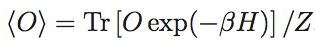 ⟨O⟩ = Tr [O exp(−βH)] /Z